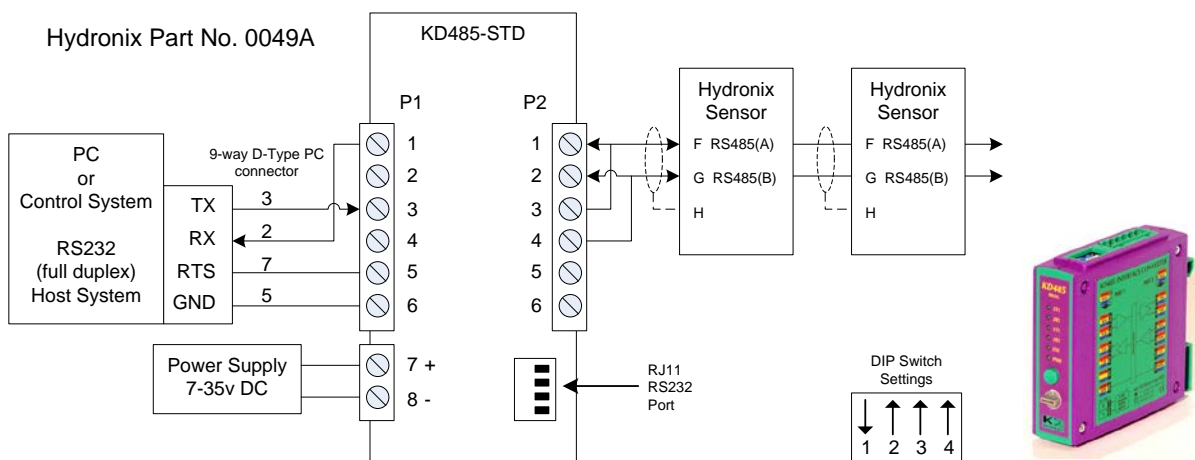 Hydronix Part No. 0049A
KD485-STD
P1
P2
1
2
3
4
5
6
7 +
8 -
1
2
3
4
5
6
PC
or
Control System
RS232
(full duplex)
Host System
9-way D-Type PC
connector
TX
3
RX
2
RTS
7
GND
5
Power Supply
7-35v DC
RJ11
RS232
Port
Hydronix
Sensor
F RS485(A)
G RS485(B)
H
Hydronix
Sensor
F RS485(A)
G RS485(B)
H
DIP Switch
Settings
1 2 3 4
KD485